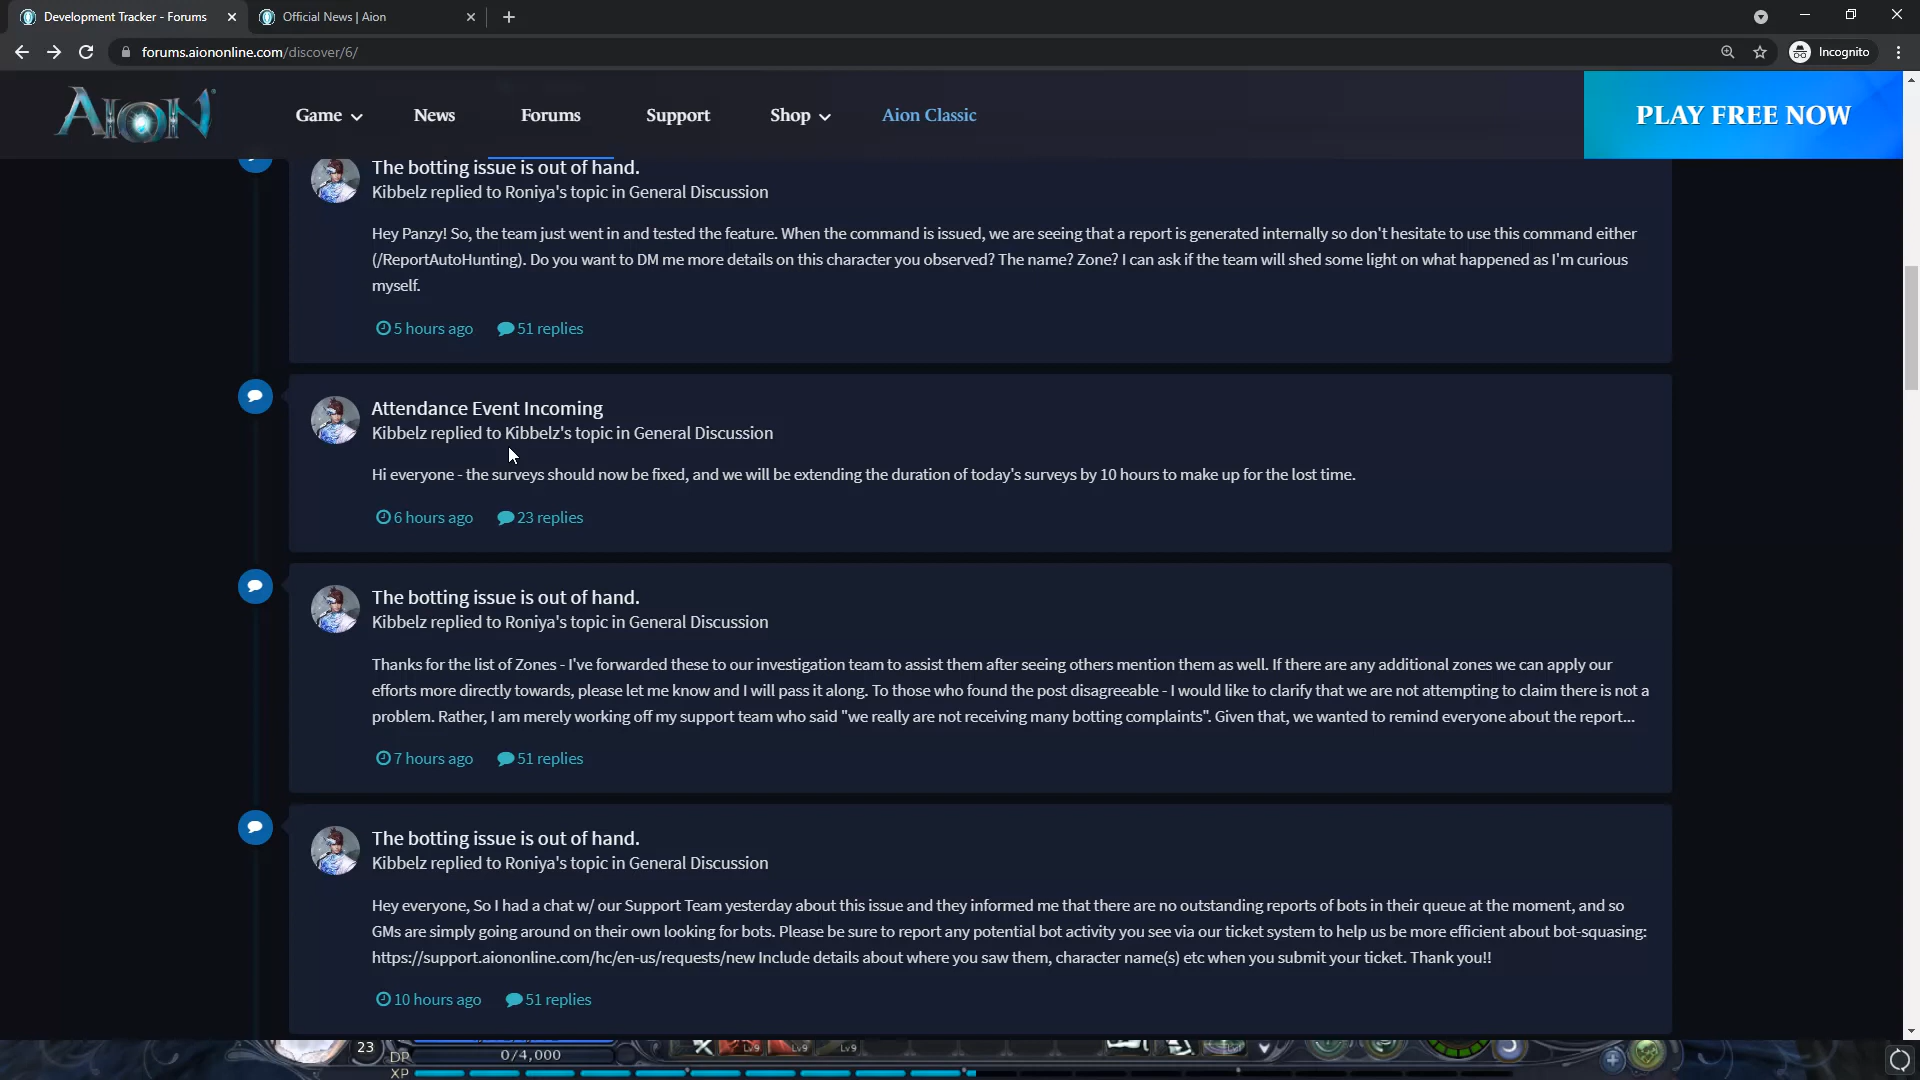 Development Tracker - Forums
Official News | Aion
forums.aiononline.com/discover/6/
Incognito
AION
Game
News
Forums
Support
Shop
Aion Classic
PLAY FREE NOW
The botting issue is out of hand.
Kibbelz replied to Roniya's topic in General Discussion
Hey Panzy! So, the team just went in and tested the feature. When the command is issued, we are seeing that a report is generated internally so don't hesitate to use this command either
(/ReportAutoHunting). Do you want to DM me more details on this character you observed? The name? Zone? I can ask if the team will shed some light on what happened as I'm curious
myself.
5 hours ago 51 replies
Attendance Event Incoming
Kibbelz replied to Kibbelz's topic in General Discussion
Hi everyone - the surveys should now be fixed, and we will be extending the duration of today's surveys by 10 hours to make up for the lost time.
6 hours ago 23 replies
The botting issue is out of hand.
Kibbelz replied to Roniya's topic in General Discussion
Thanks for the list of Zones - I've forwarded these to our investigation team to assist them after seeing others mention them as well. If there are any additional zones we can apply our
efforts more directly towards, please let me know and I will pass it along. To those who found the post disagreeable - I would like to clarify that we are not attempting to claim there is not a
problem. Rather, I am merely working off my support team who said "we really are not receiving many botting complaints". Given that, we wanted to remind everyone about the report...
7 hours ago 51 replies
The botting issue is out of hand.
Kibbelz replied to Roniya's topic in General Discussion
Hey everyone, So I had a chat w/ our Support Team yesterday about this issue and they informed me that there are no outstanding reports of bots in their queue at the moment, and so
GMs are simply going around on their own looking for bots. Please be sure to report any potential bot activity you see via our ticket system to help us be more efficient about bot-squasing:
https://support.aiononline.com/hc/en-us/requests/new Include details about where you saw them, character name(s) etc when you submit your ticket. Thank you!!
10 hours ago 51 replies
23
DP 0/4,000
Lv9 Lv9 Lv9
XP